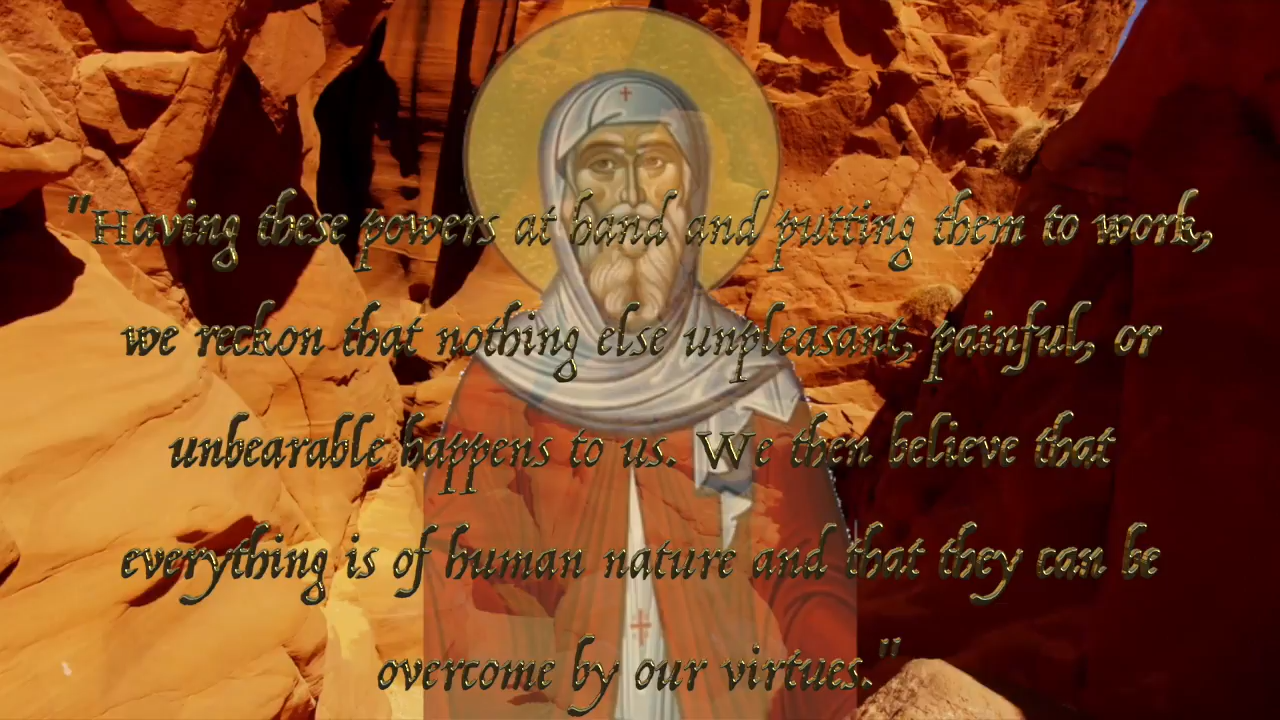 "Having these powers at hand and putting them to work,
we reckon that nothing else unpleasant, painful, or
unbearable happens to us. We then believe that
everything is of human nature and that they can be
overcome by our virtues."